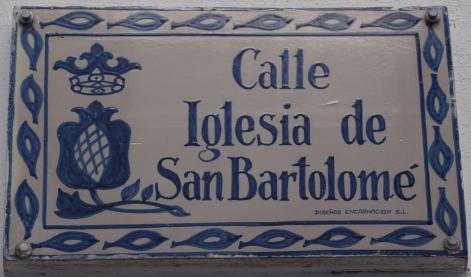 Calle
Iglesia de
San Bartolomé
DISEÑOS ENCARNACION S.L.